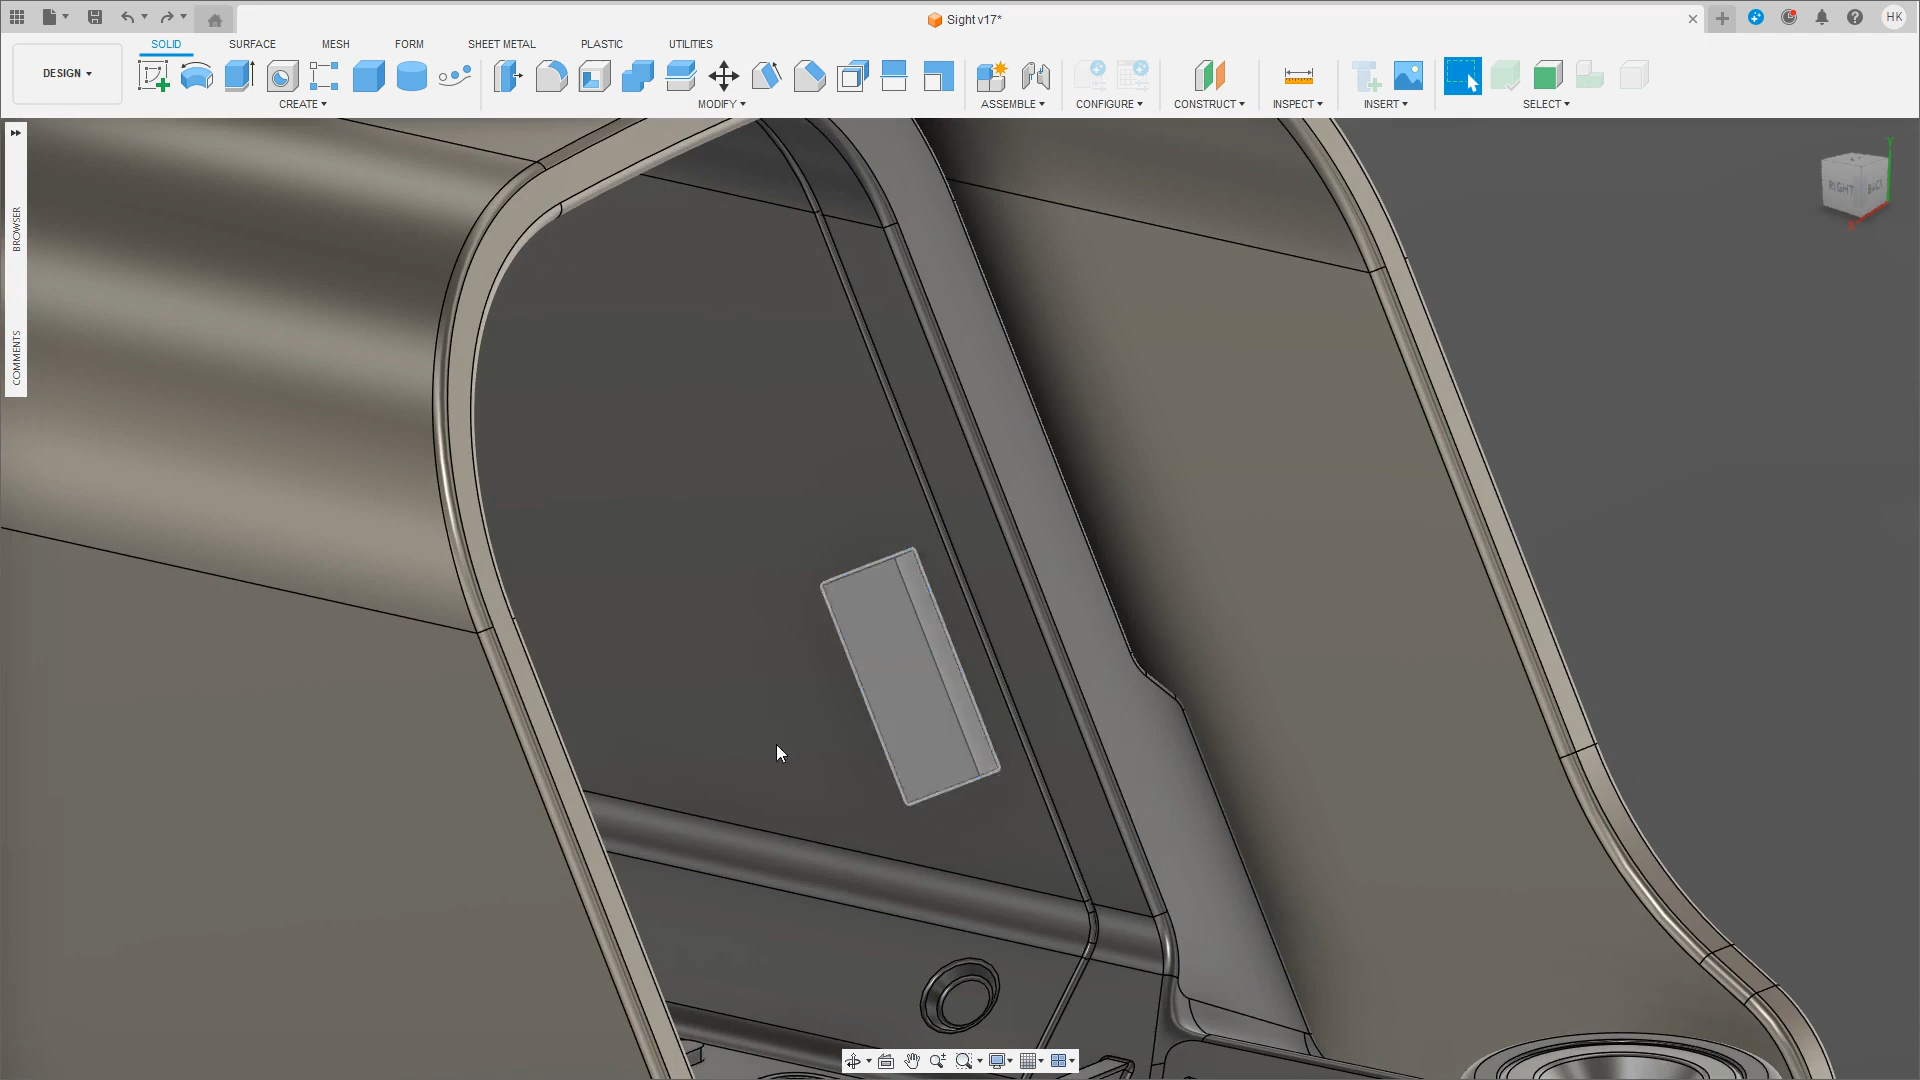 Sight v17*
HK
DESIGN
SOLID
SURFACE
MESH
FORM
SHEET METAL
PLASTIC
UTILITIES
CREATE
MODIFY
ASSEMBLE
CONFIGURE
CONSTRUCT
INSPECT
INSERT
SELECT
BROWSER
COMMENTS
RIGHT
BACK
Y